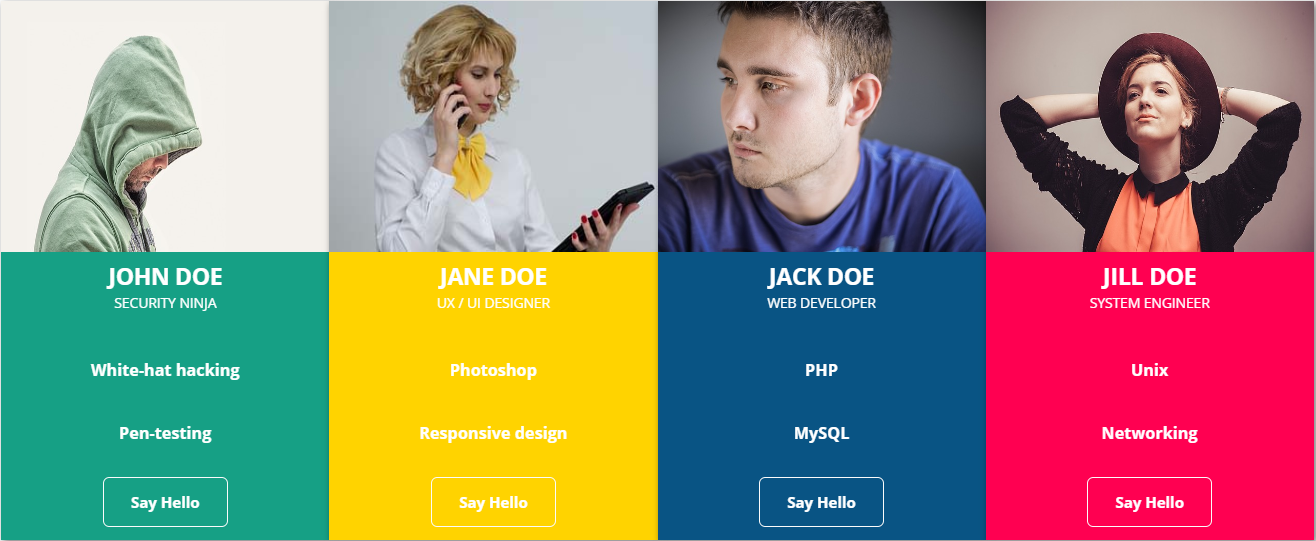 JOHN DOE
SECURITY NINJA
White-hat hacking
Pen-testing
Say Hello
JANE DOE
UX / UI DESIGNER
Photoshop
Responsive design
Say Hello
JACK DOE
WEB DEVELOPER
PHP
MySQL
Say Hello
JILL DOE
SYSTEM ENGINEER
Unix
Networking
Say Hello